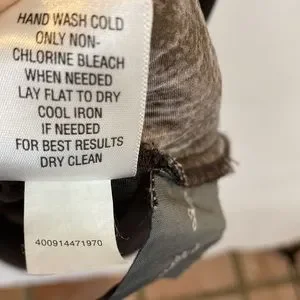 HAND WASH COLD
ONLY NON-
CHLORINE BLEACH
WHEN NEEDED
LAY FLAT TO DRY
COOL IRON
IF NEEDED
FOR BEST RESULTS
DRY CLEAN
400914471970